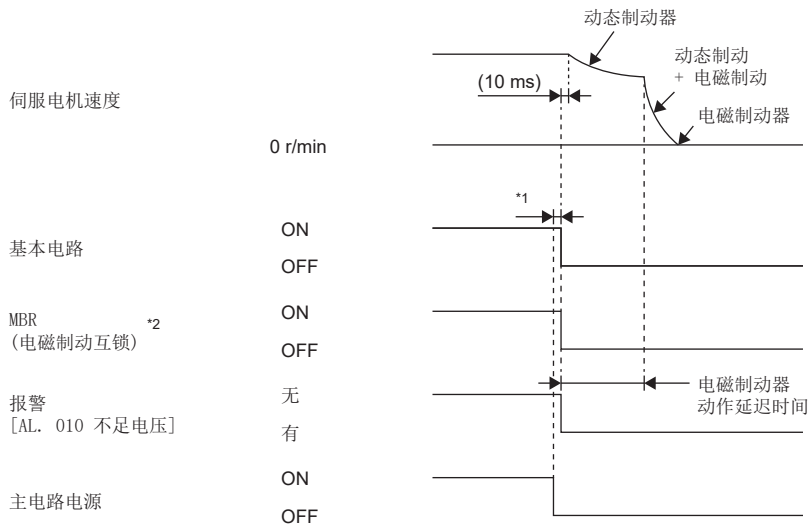 动态制动器
动态制动
+ 电磁制动
(10 ms)
伺服电机速度
电磁制动器
0 r/min
*1
ON
基本电路
OFF
ON
MBR *2
(电磁制动互锁)
OFF
电磁制动器
动作延迟时间
无
报警
[AL. 010 不足电压]
有
ON
主电路电源
OFF